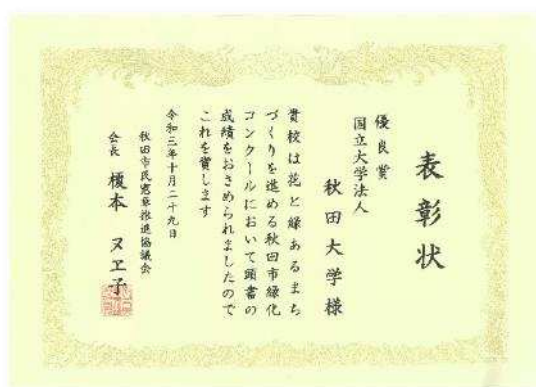 表彰状
優良賞
国立大学法人
秋田大学様
貴校は花と緑あるまち
づくりを進める秋田市緑化
コンクールにおいて頭書の
成績をおさめられましたので
これを賞します
令和三年十月二十九日
秋田市民憲章推進協議会
会長 榎本 ヌヱ子